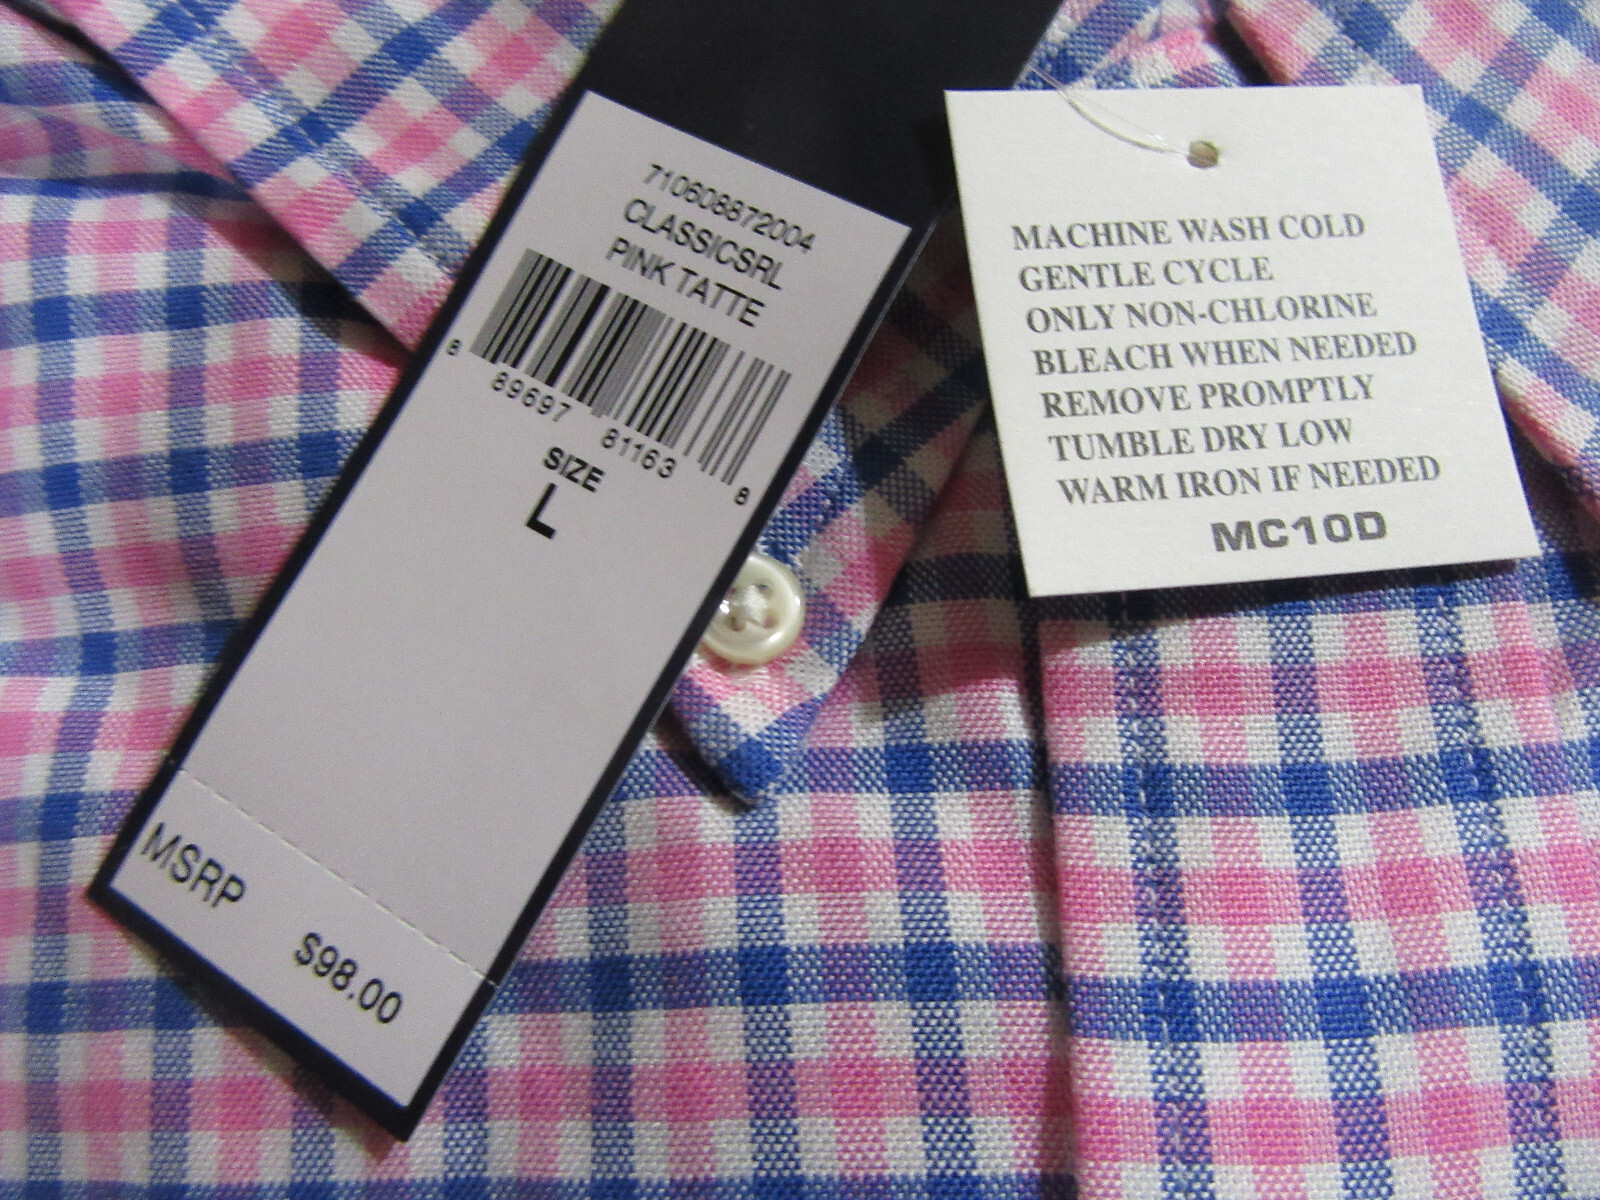 710608872004
CLASSICSRL
PINK TATTE
8 89697 81163 8
SIZE
L
MSRP $98.00
MACHINE WASH COLD
GENTLE CYCLE
ONLY NON-CHLORINE
BLEACH WHEN NEEDED
REMOVE PROMPTLY
TUMBLE DRY LOW
WARM IRON IF NEEDED
MC10D